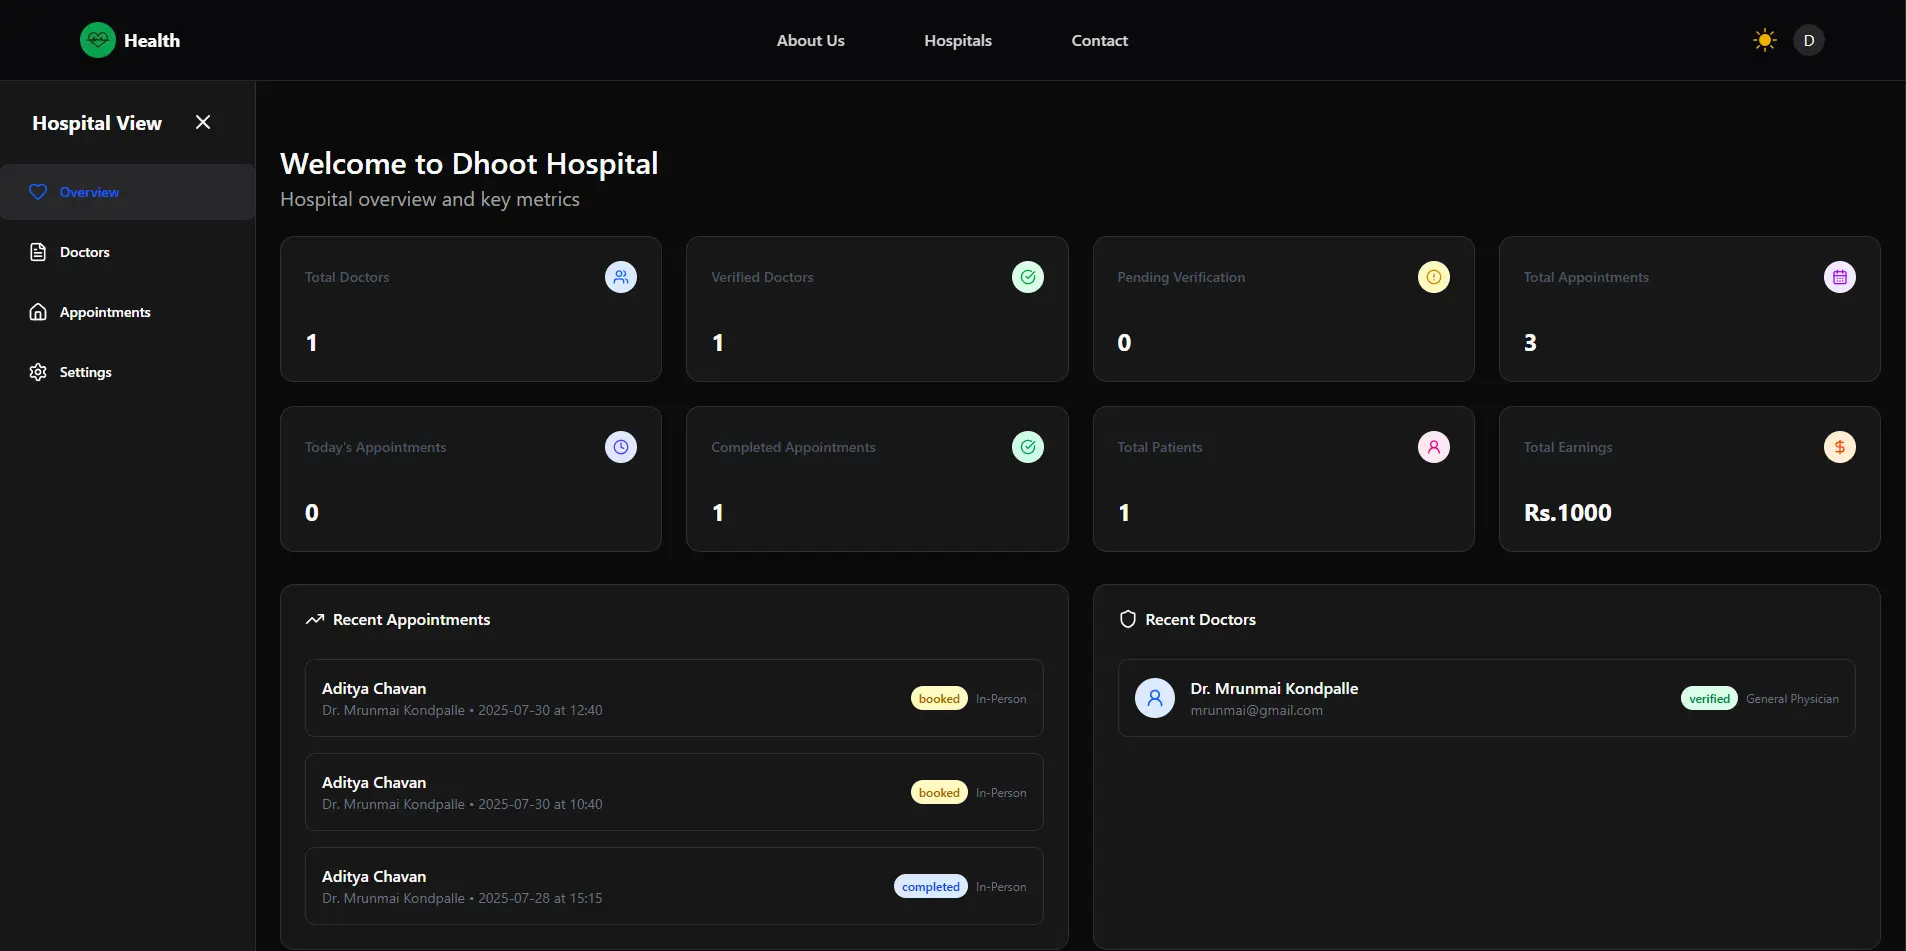 Health
About Us
Hospitals
Contact
D
Hospital View
Overview
Doctors
Appointments
Settings
Welcome to Dhoot Hospital
Hospital overview and key metrics
Total Doctors
1
Verified Doctors
1
Pending Verification
0
Total Appointments
3
Today's Appointments
0
Completed Appointments
1
Total Patients
1
Total Earnings
Rs.1000
Recent Appointments
Aditya Chavan
Dr. Mrunmai Kondpalle • 2025-07-30 at 12:40
booked In-Person
Aditya Chavan
Dr. Mrunmai Kondpalle • 2025-07-30 at 10:40
booked In-Person
Aditya Chavan
Dr. Mrunmai Kondpalle • 2025-07-28 at 15:15
completed In-Person
Recent Doctors
Dr. Mrunmai Kondpalle
mrunmai@gmail.com
verified General Physician